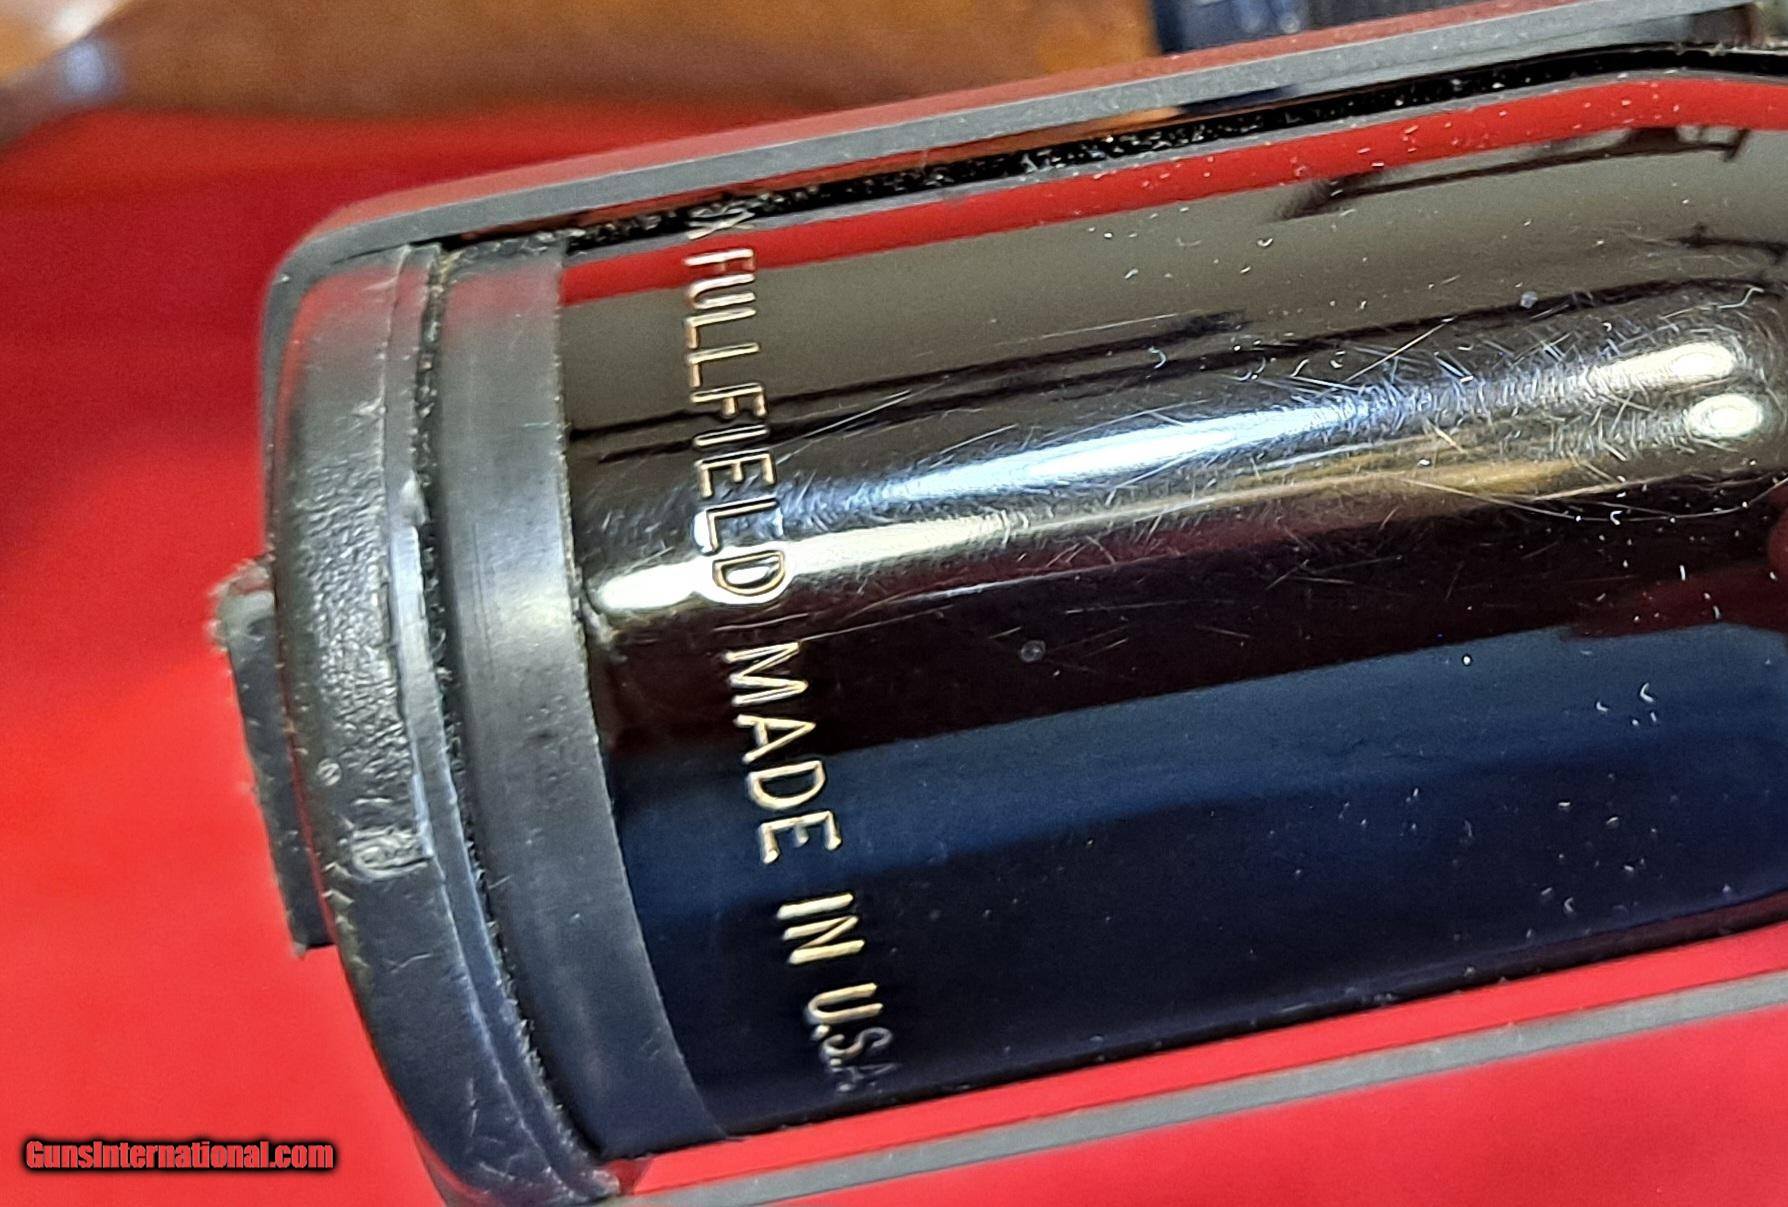 FULLFIELD MADE IN U.S.A.
GunsInternational.com